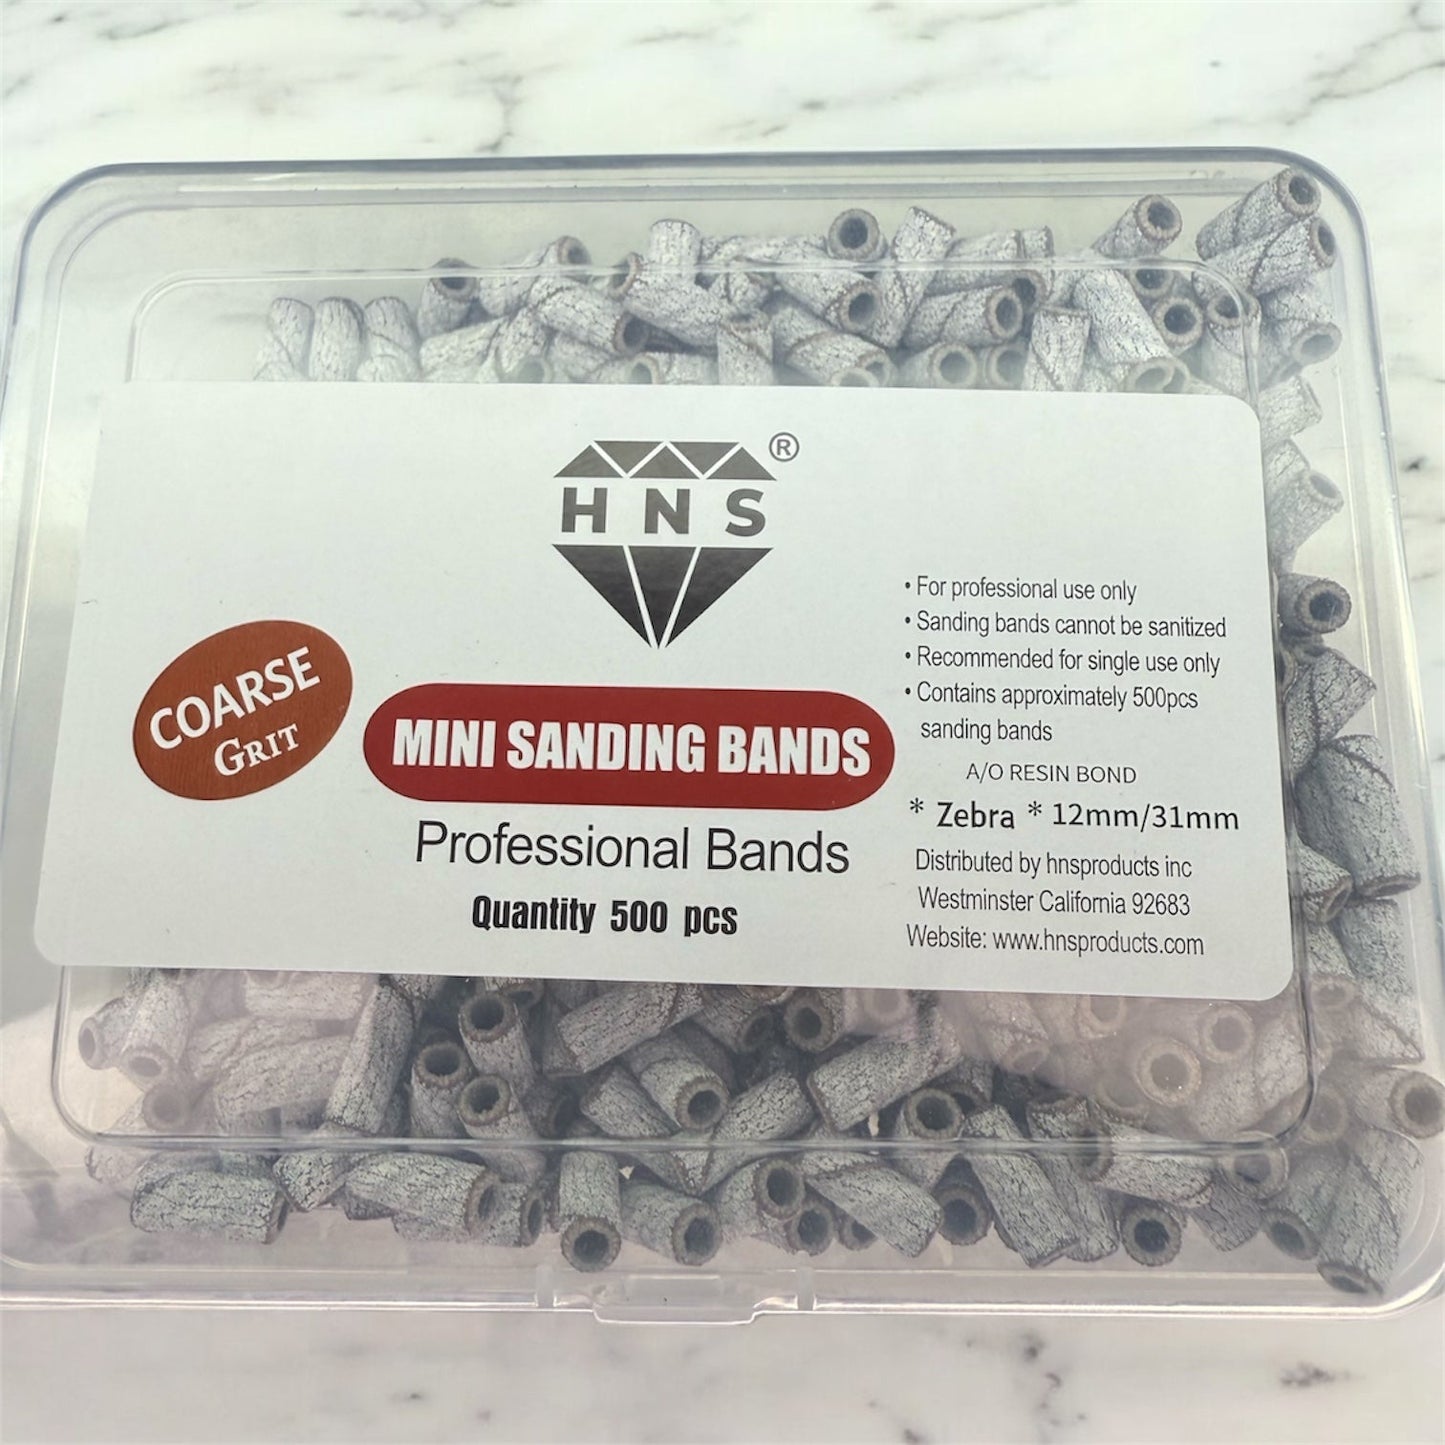 ®
HNS
COARSE
GRIT
MINI SANDING BANDS
Professional Bands
Quantity 500 pcs
• For professional use only
• Sanding bands cannot be sanitized
• Recommended for single use only
• Contains approximately 500pcs
sanding bands
A/O RESIN BOND
* Zebra * 12mm/31mm
Distributed by hnsproducts inc
Westminster California 92683
Website: www.hnsproducts.com